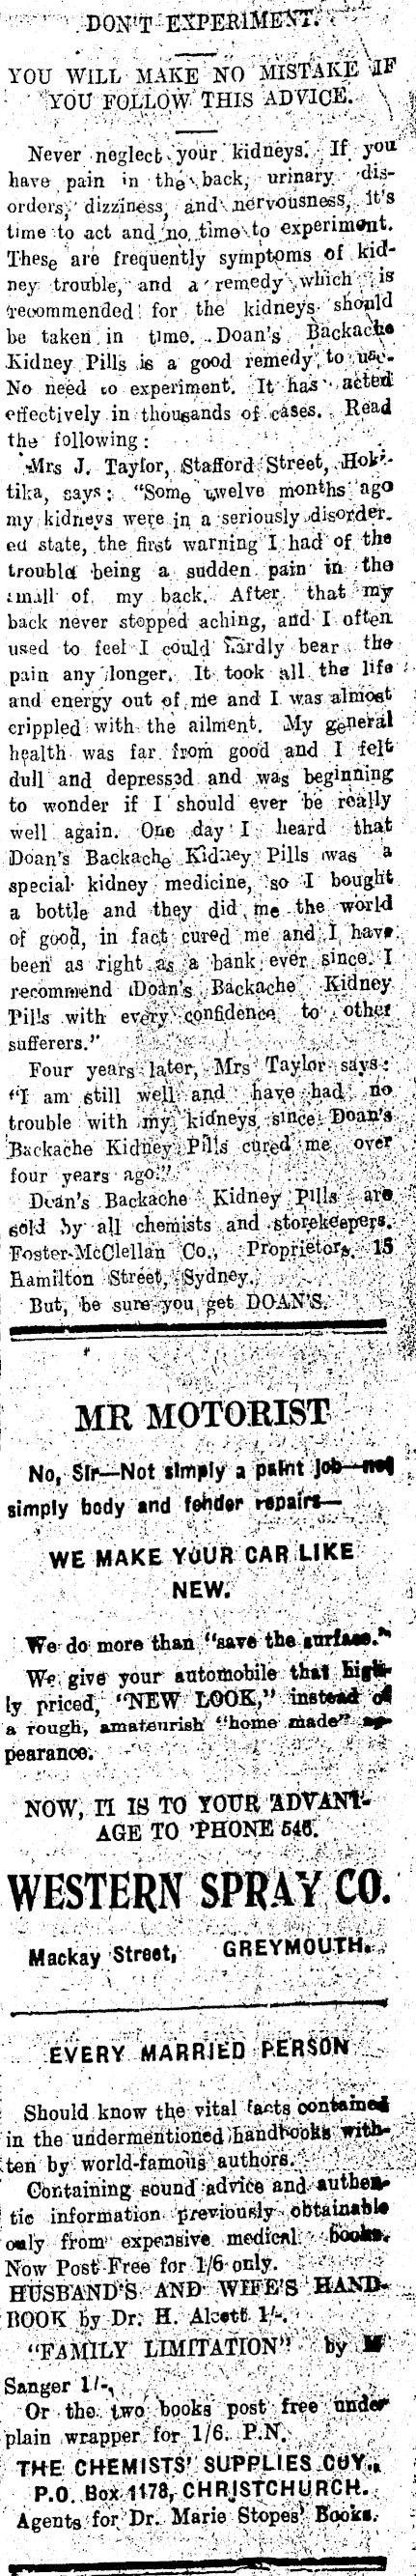 DON'T EXPERIMENT.
YOU WILL MAKE NO MISTAKE IF
YOU FOLLOW THIS ADVICE.
Never neglect your kidneys. If you
have pain in the back, urinary dis-
orders, dizziness, and nervousness, it's
time to act and no time to experiment.
These are frequently symptoms of kid-
ney trouble, and a remedy which is
recommended for the kidneys should
be taken in time. Doan's Backache
Kidney Pills is a good remedy to use.
No need to experiment. It has acted
effectively in thousands of cases. Read
the following:
Mrs J. Taylor, Stafford Street, Hoki-
tika, says: "Some twelve months ago
my kidneys were in a seriously disorder-
ed state, the first warning I had of the
trouble being a sudden pain in the
small of my back. After that my
back never stopped aching, and I often
used to feel I could hardly bear the
pain any longer. It took all the life
and energy out of me and I was almost
crippled with the ailment. My general
health was far from good and I felt
dull and depressed and was beginning
to wonder if I should ever be really
well again. One day I heard that
Doan's Backache Kidney Pills was a
special kidney medicine, so I bought
a bottle and they did me the world
of good, in fact cured me and I have
been as right as a bank ever since. I
recommend Doan's Backache Kidney
Pills with every confidence to other
sufferers."
Four years later, Mrs Taylor says:
"I am still well and have had no
trouble with my kidneys since Doan's
Backache Kidney Pills cured me over
four years ago."
Doan's Backache Kidney Pills are
sold by all chemists and storekeepers.
Foster-McClellan Co., Proprietors, 15
Hamilton Street, Sydney.
But, be sure you get DOAN'S.
MR MOTORIST
No, Sir—Not simply a paint job—not
simply body and fender repairs—
WE MAKE YOUR CAR LIKE
NEW.
We do more than "save the surface."
We give your automobile that high-
ly priced, "NEW LOOK," instead of
a rough, amateurish "home made" ap-
pearance.
NOW, IT IS TO YOUR ADVANT-
AGE TO 'PHONE 546.
WESTERN SPRAY CO.
Mackay Street, GREYMOUTH.
EVERY MARRIED PERSON
Should know the vital facts contained
in the undermentioned handbooks writ-
ten by world-famous authors.
Containing sound advice and authen-
tic information previously obtainable
only from expensive medical books.
Now Post Free for 1/6 only.
HUSBAND'S AND WIFE'S HAND-
BOOK by Dr. H. Alcott 1/-.
"FAMILY LIMITATION" by M
Sanger 1/-,
Or the two books post free under
plain wrapper for 1/6. P.N.
THE CHEMISTS' SUPPLIES COY.,
P.O. Box 1178, CHRISTCHURCH.
Agents for Dr. Marie Stopes' Books.